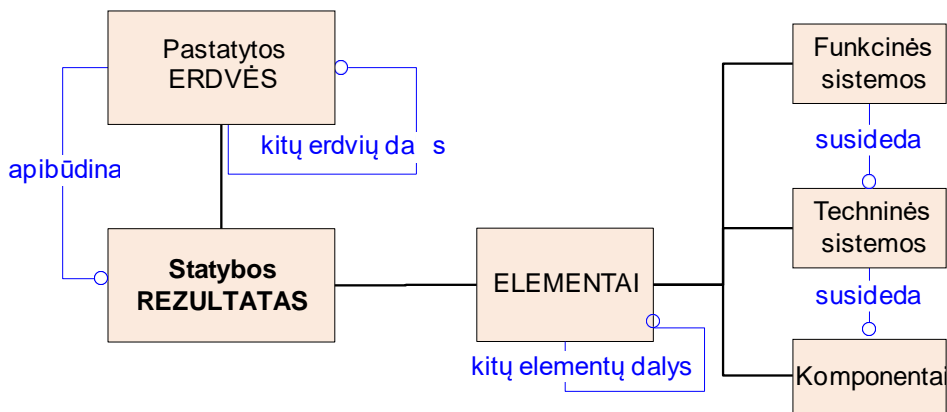 Pastatytos
ERDVĖS
kitų erdvių da s
apibūdina
Statybos
REZULTATAS
ELEMENTAI
kitų elementų dalys
Funkcinės
sistemos
susideda
Techninės
sistemos
susideda
Komponentai